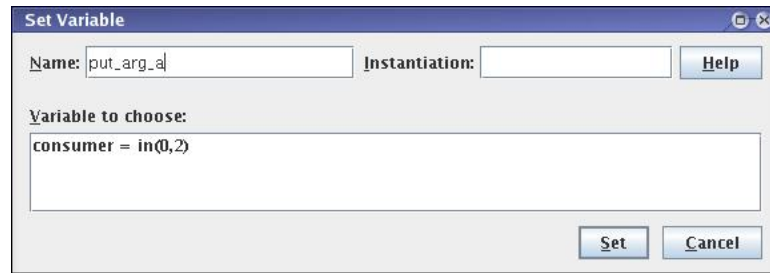 Set Variable
Name: put_arg_a Instantiation: Help
Variable to choose:
consumer = in(0,2)
Set Cancel